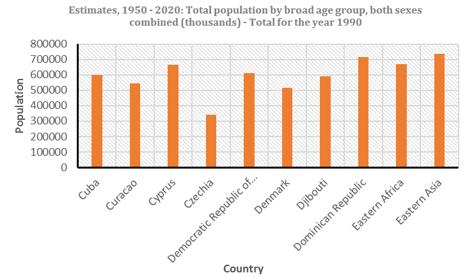 Estimates, 1950 - 2020: Total population by broad age group, both sexes
combined (thousands) - Total for the year 1990
800000
700000
600000
500000
400000
300000
200000
100000
0
Population
Cuba
Curacao
Cyprus
Czechia
Democratic Republic of...
Denmark
Djibouti
Dominican Republic
Eastern Africa
Eastern Asia
Country